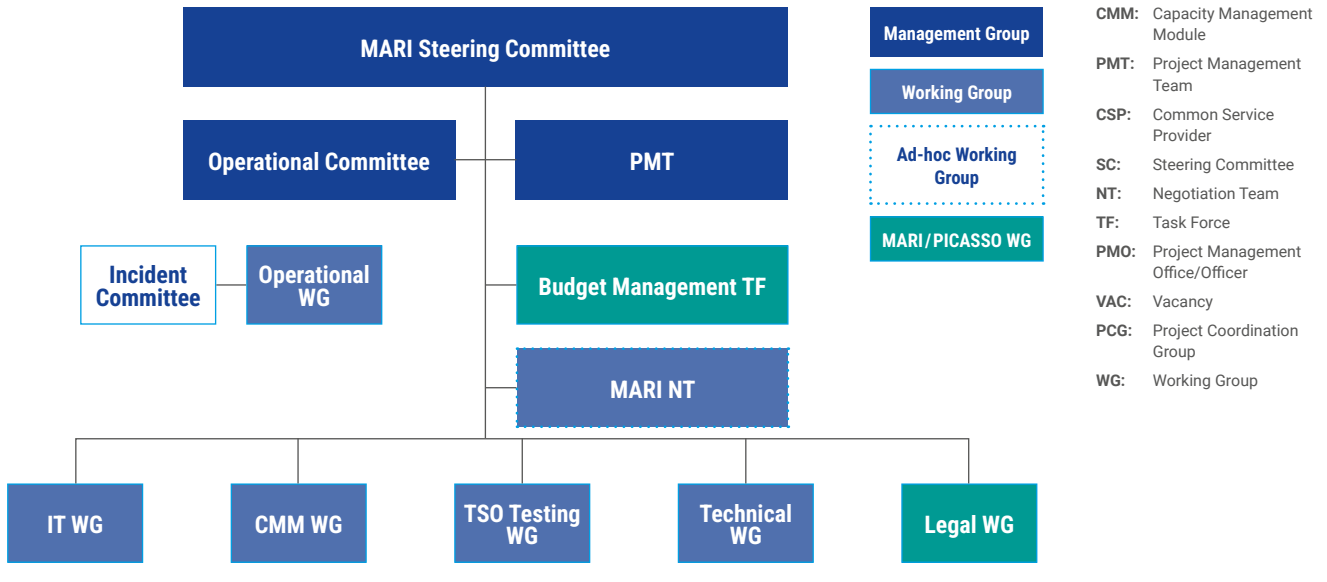 MARI Steering Committee
Operational Committee
PMT
Incident
Committee
Operational
WG
Budget Management TF
MARI NT
IT WG
CMM WG
TSO Testing
WG
Technical
WG
Legal WG
Management Group
Working Group
Ad-hoc Working
Group
MARI/PICASSO WG
CMM: Capacity Management
Module
PMT: Project Management
Team
CSP: Common Service
Provider
SC: Steering Committee
NT: Negotiation Team
TF: Task Force
PMO: Project Management
Office/Officer
VAC: Vacancy
PCG: Project Coordination
Group
WG: Working Group